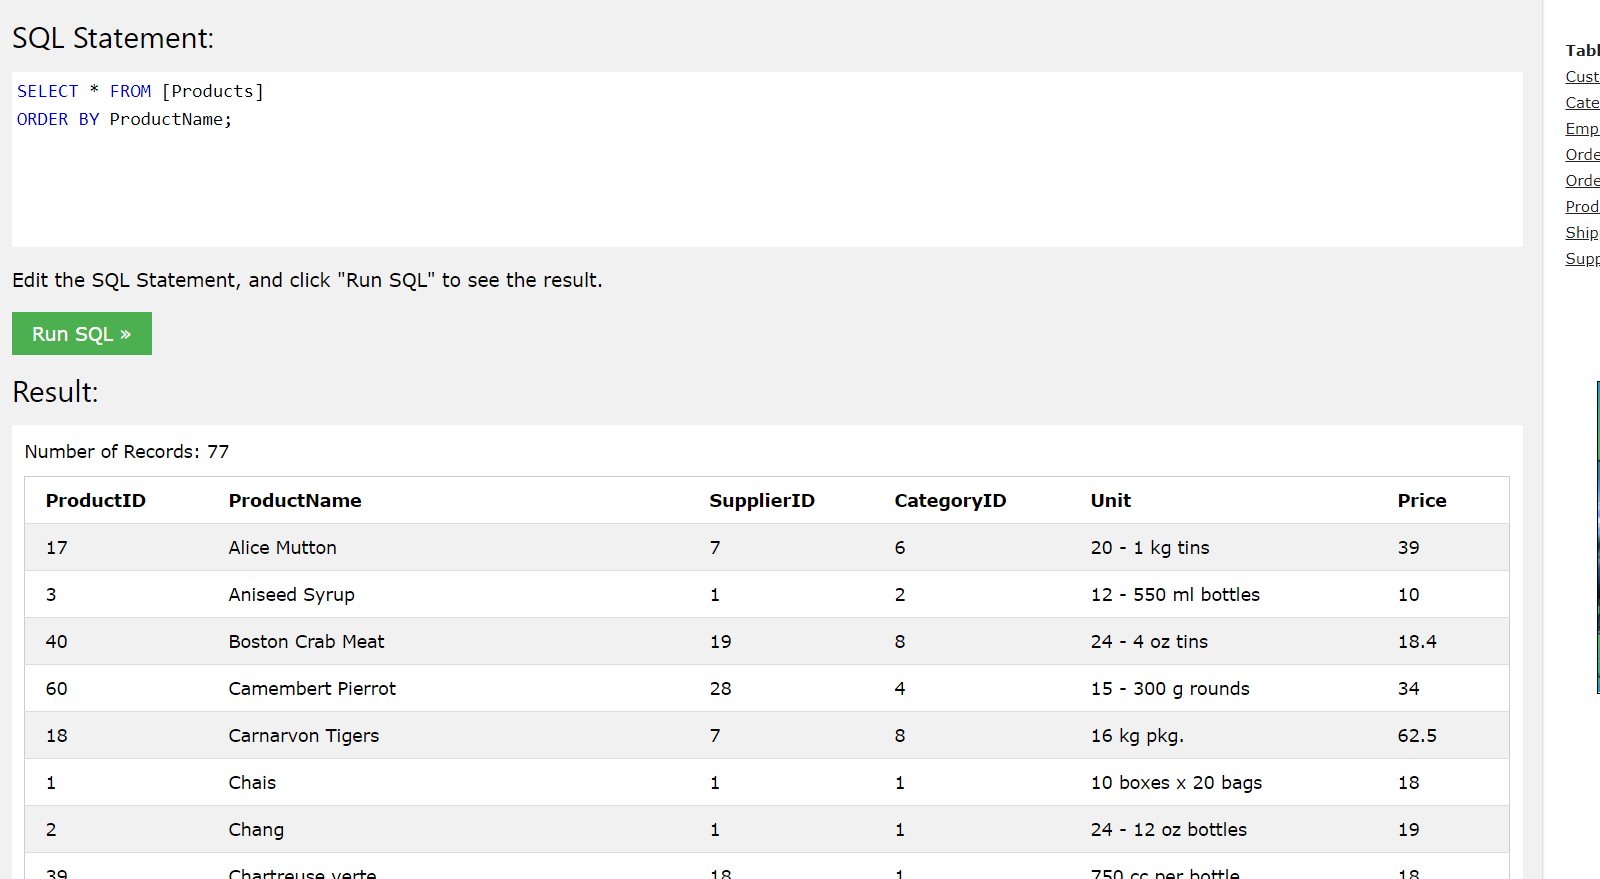 SQL Statement:
SELECT * FROM [Products]
ORDER BY ProductName;
Edit the SQL Statement, and click "Run SQL" to see the result.
Run SQL »
Result:
Number of Records: 77
ProductID ProductName SupplierID CategoryID Unit Price
17 Alice Mutton 7 6 20 - 1 kg tins 39
3 Aniseed Syrup 1 2 12 - 550 ml bottles 10
40 Boston Crab Meat 19 8 24 - 4 oz tins 18.4
60 Camembert Pierrot 28 4 15 - 300 g rounds 34
18 Carnarvon Tigers 7 8 16 kg pkg. 62.5
1 Chais 1 1 10 boxes x 20 bags 18
2 Chang 1 1 24 - 12 oz bottles 19
39 Chartreuse verte 18 1 750 cc per bottle 18
Tabl
Cust
Cate
Emp
Orde
Orde
Prod
Ship
Supp